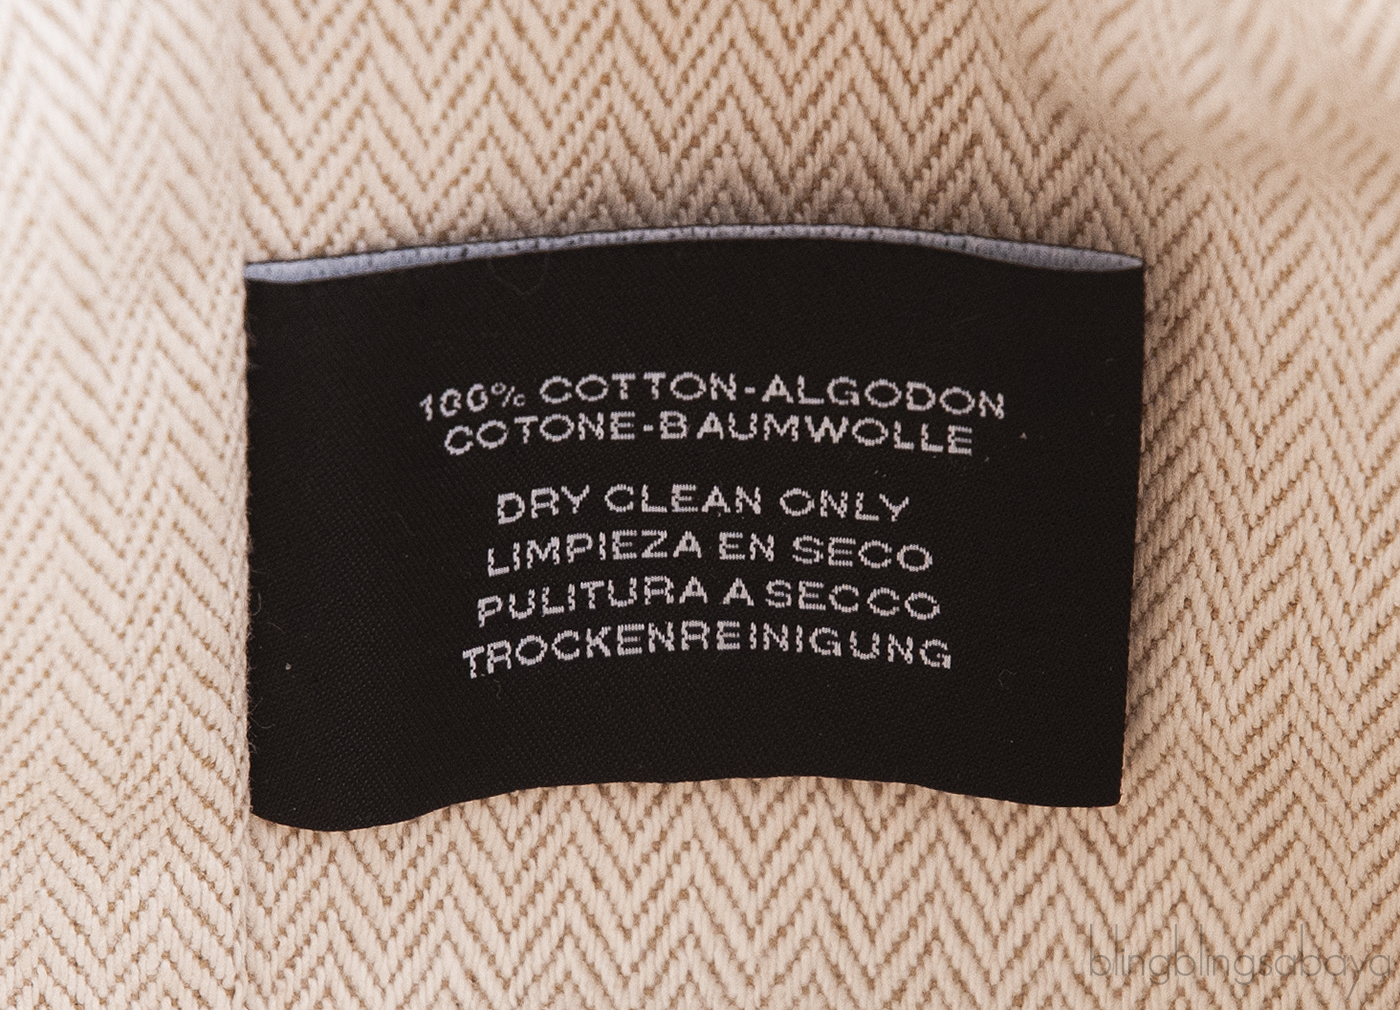 100% COTTON-ALGODON
COTONE-BAUMWOLLE
DRY CLEAN ONLY
LIMPIEZA EN SECO
PULITURA A SECCO
TROCKENREINIGUNG
blingblingsabaya